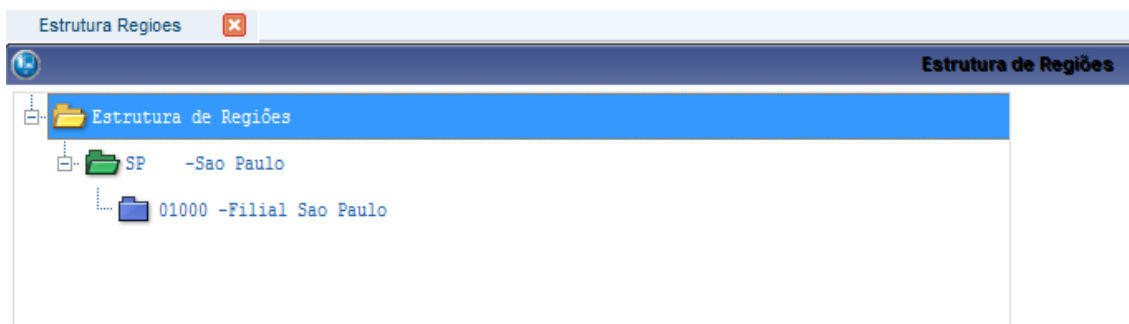 Estrutura Regioes
Estrutura de Regiões
Estrutura de Regiões
SP -Sao Paulo
01000 -Filial Sao Paulo